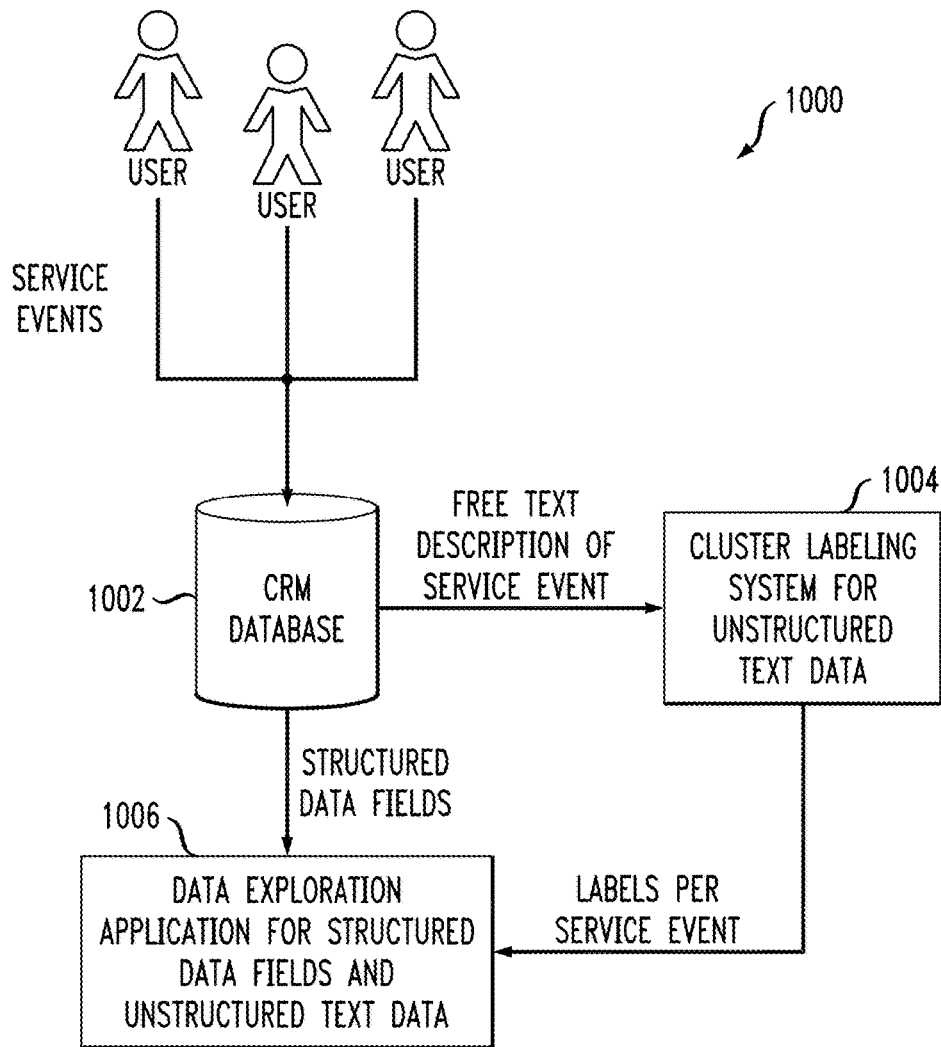 1000
USER
USER
USER
SERVICE
EVENTS
1002
CRM
DATABASE
FREE TEXT
DESCRIPTION OF
SERVICE EVENT
1004
CLUSTER LABELING
SYSTEM FOR
UNSTRUCTURED
TEXT DATA
STRUCTURED
DATA FIELDS
1006
DATA EXPLORATION
APPLICATION FOR STRUCTURED
DATA FIELDS AND
UNSTRUCTURED TEXT DATA
LABELS PER
SERVICE EVENT